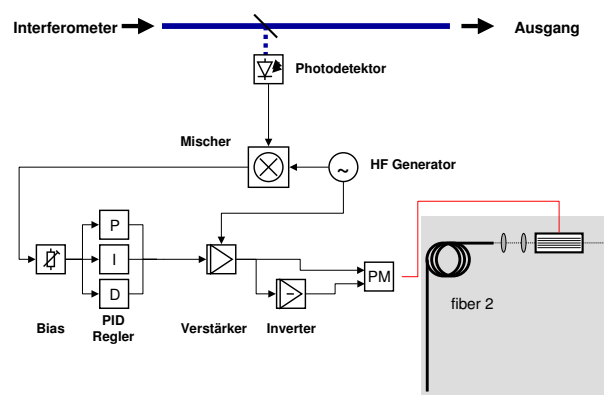 Interferometer
Ausgang
Photodetektor
Mischer
~
HF Generator
P
I
D
PM
fiber 2
Bias
PID
Regler
Verstärker
Inverter